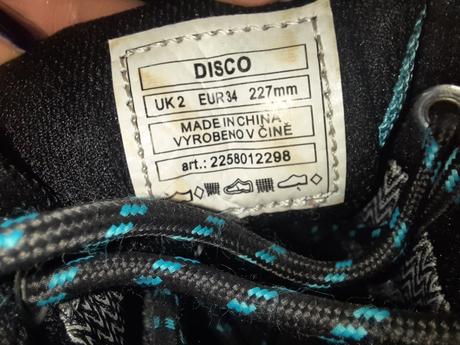 DISCO
UK 2 EUR 34 227mm
MADE IN CHINA
VYROBENO V ČÍNĚ
art.: 2258012298